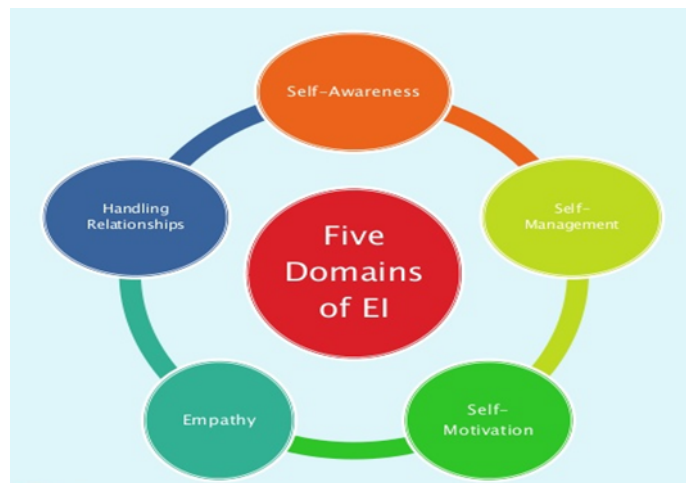 Self-Awareness
Handling
Relationships
Self-
Management
Five
Domains
of EI
Empathy
Self-
Motivation